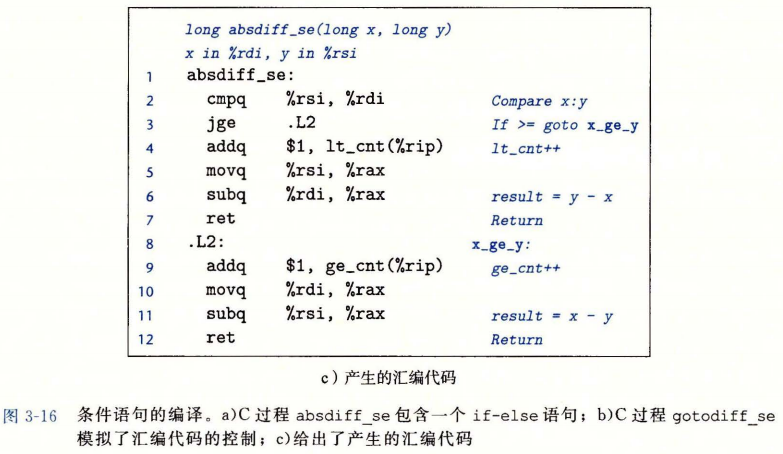 long absdiff_se(long x, long y)
x in %rdi, y in %rsi
1 absdiff_se:
2 cmpq %rsi, %rdi Compare x:y
3 jge .L2 If >= goto x_ge_y
4 addq $1, lt_cnt(%rip) lt_cnt++
5 movq %rsi, %rax
6 subq %rdi, %rax result = y - x
7 ret Return
8 .L2: x_ge_y:
9 addq $1, ge_cnt(%rip) ge_cnt++
10 movq %rdi, %rax
11 subq %rsi, %rax result = x - y
12 ret Return
c）产生的汇编代码
图 3-16 条件语句的编译。a)C 过程 absdiff_se 包含一个 if-else 语句；b)C 过程 gotodiff_se
模拟了汇编代码的控制；c)给出了产生的汇编代码